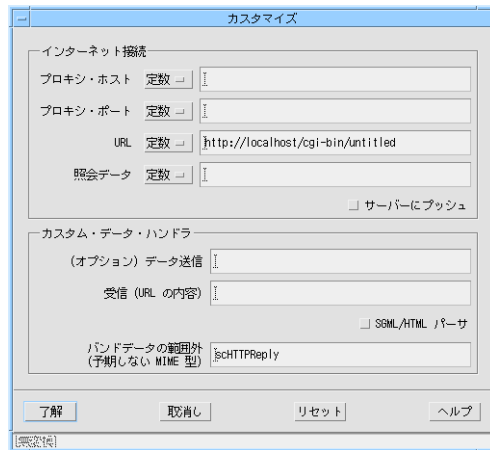 カスタマイズ
インターネット接続
プロキシ・ホスト 定数
プロキシ・ポート 定数
URL 定数 http://localhost/cgi-bin/untitled
照会データ 定数
サーバーにプッシュ
カスタム・データ・ハンドラ
(オプション) データ送信
受信 (URL の内容)
SGML/HTML パーサ
バンドデータの範囲外
(予期しない MIME 型) scHTTPReply
了解 取消し リセット ヘルプ
[無変換]